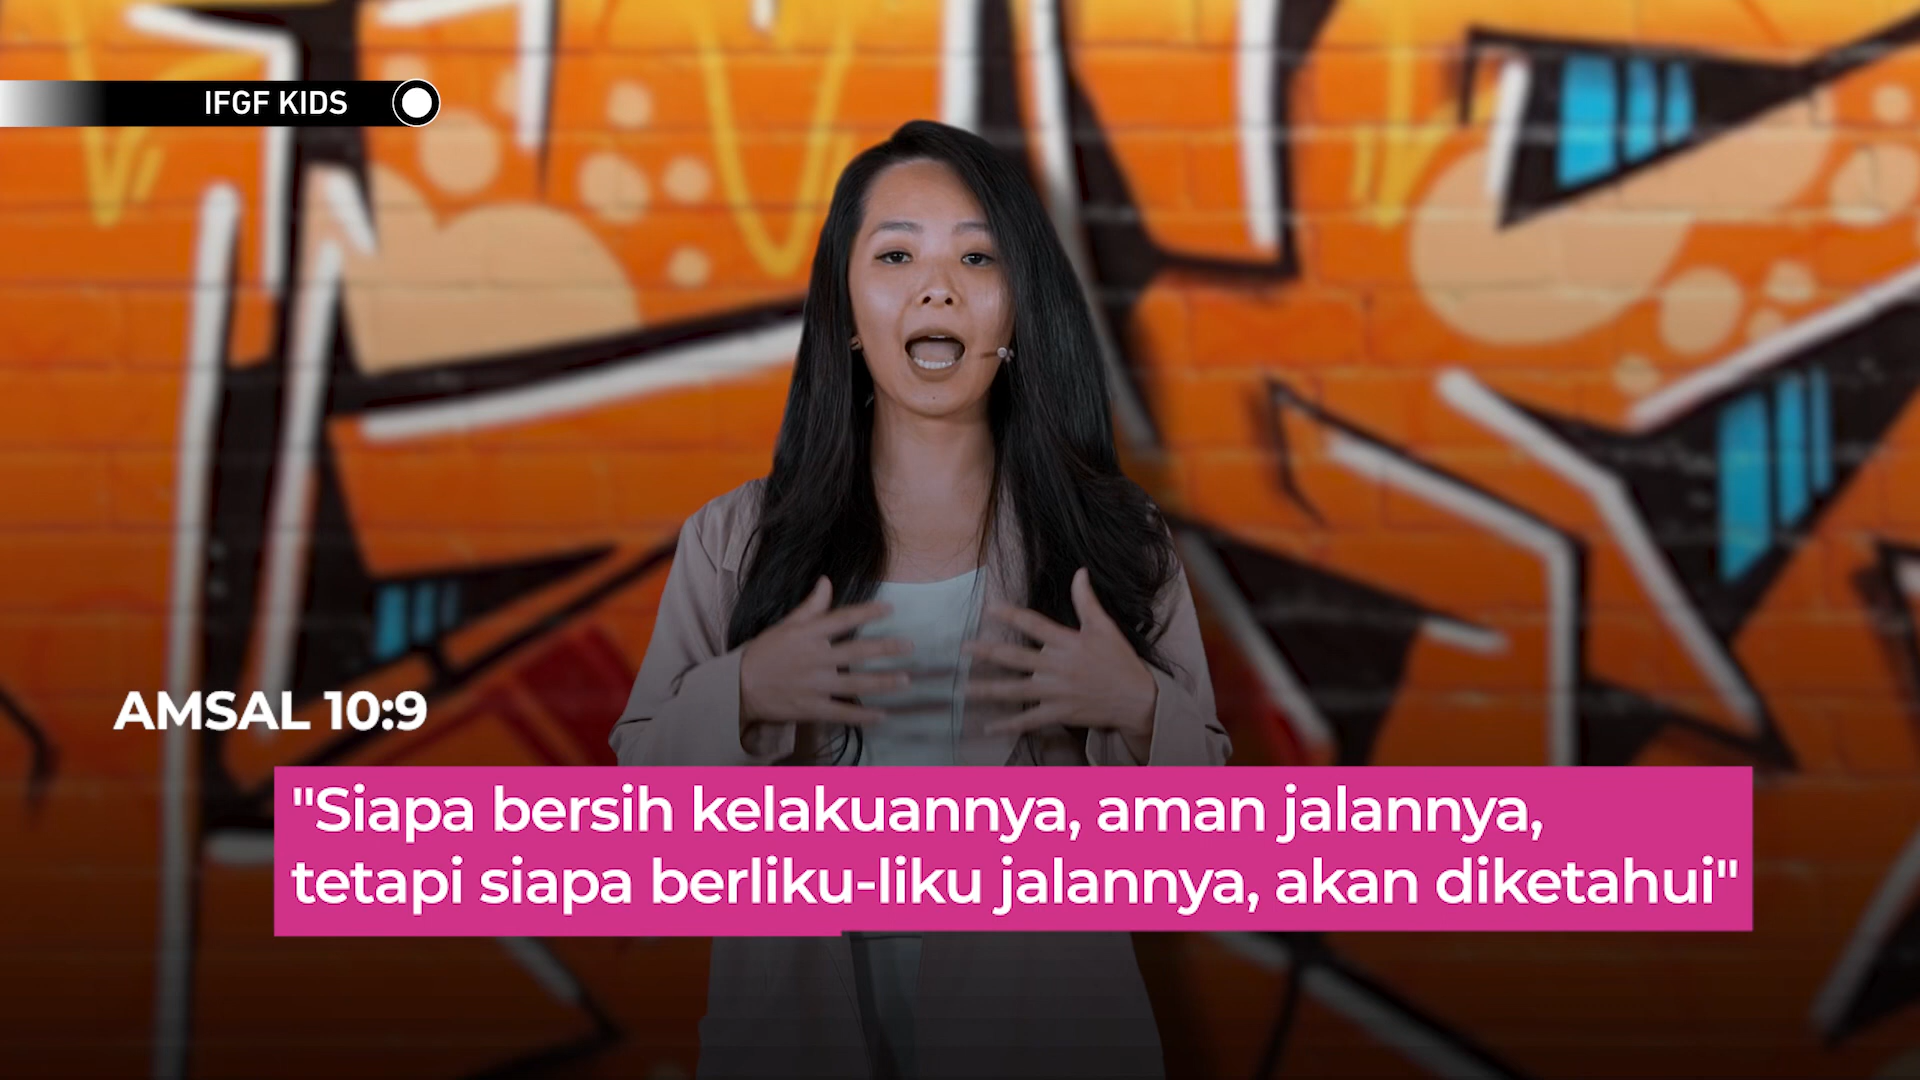 IFGF KIDS
AMSAL 10:9
"Siapa bersih kelakuannya, aman jalannya,
tetapi siapa berliku-liku jalannya, akan diketahui"